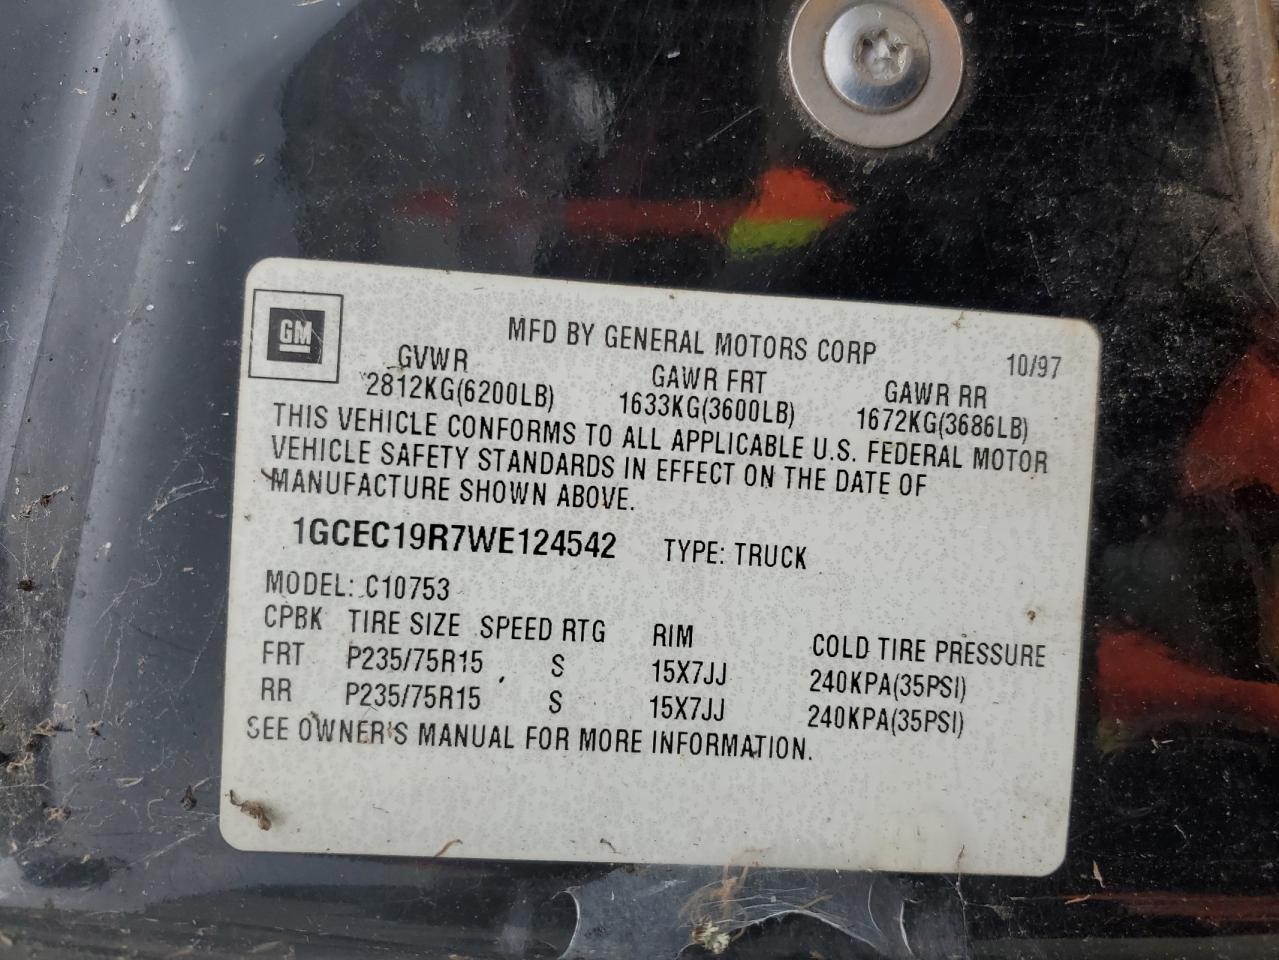 GM
MFD BY GENERAL MOTORS CORP 10/97
GVWR GAWR FRT GAWR RR
2812KG(6200LB) 1633KG(3600LB) 1672KG(3686LB)
THIS VEHICLE CONFORMS TO ALL APPLICABLE U.S. FEDERAL MOTOR
VEHICLE SAFETY STANDARDS IN EFFECT ON THE DATE OF
MANUFACTURE SHOWN ABOVE.
1GCEC19R7WE124542 TYPE: TRUCK
MODEL: C10753
CPBK TIRE SIZE SPEED RTG RIM COLD TIRE PRESSURE
FRT P235/75R15 S 15X7JJ 240KPA(35PSI)
RR P235/75R15 S 15X7JJ 240KPA(35PSI)
SEE OWNER'S MANUAL FOR MORE INFORMATION.